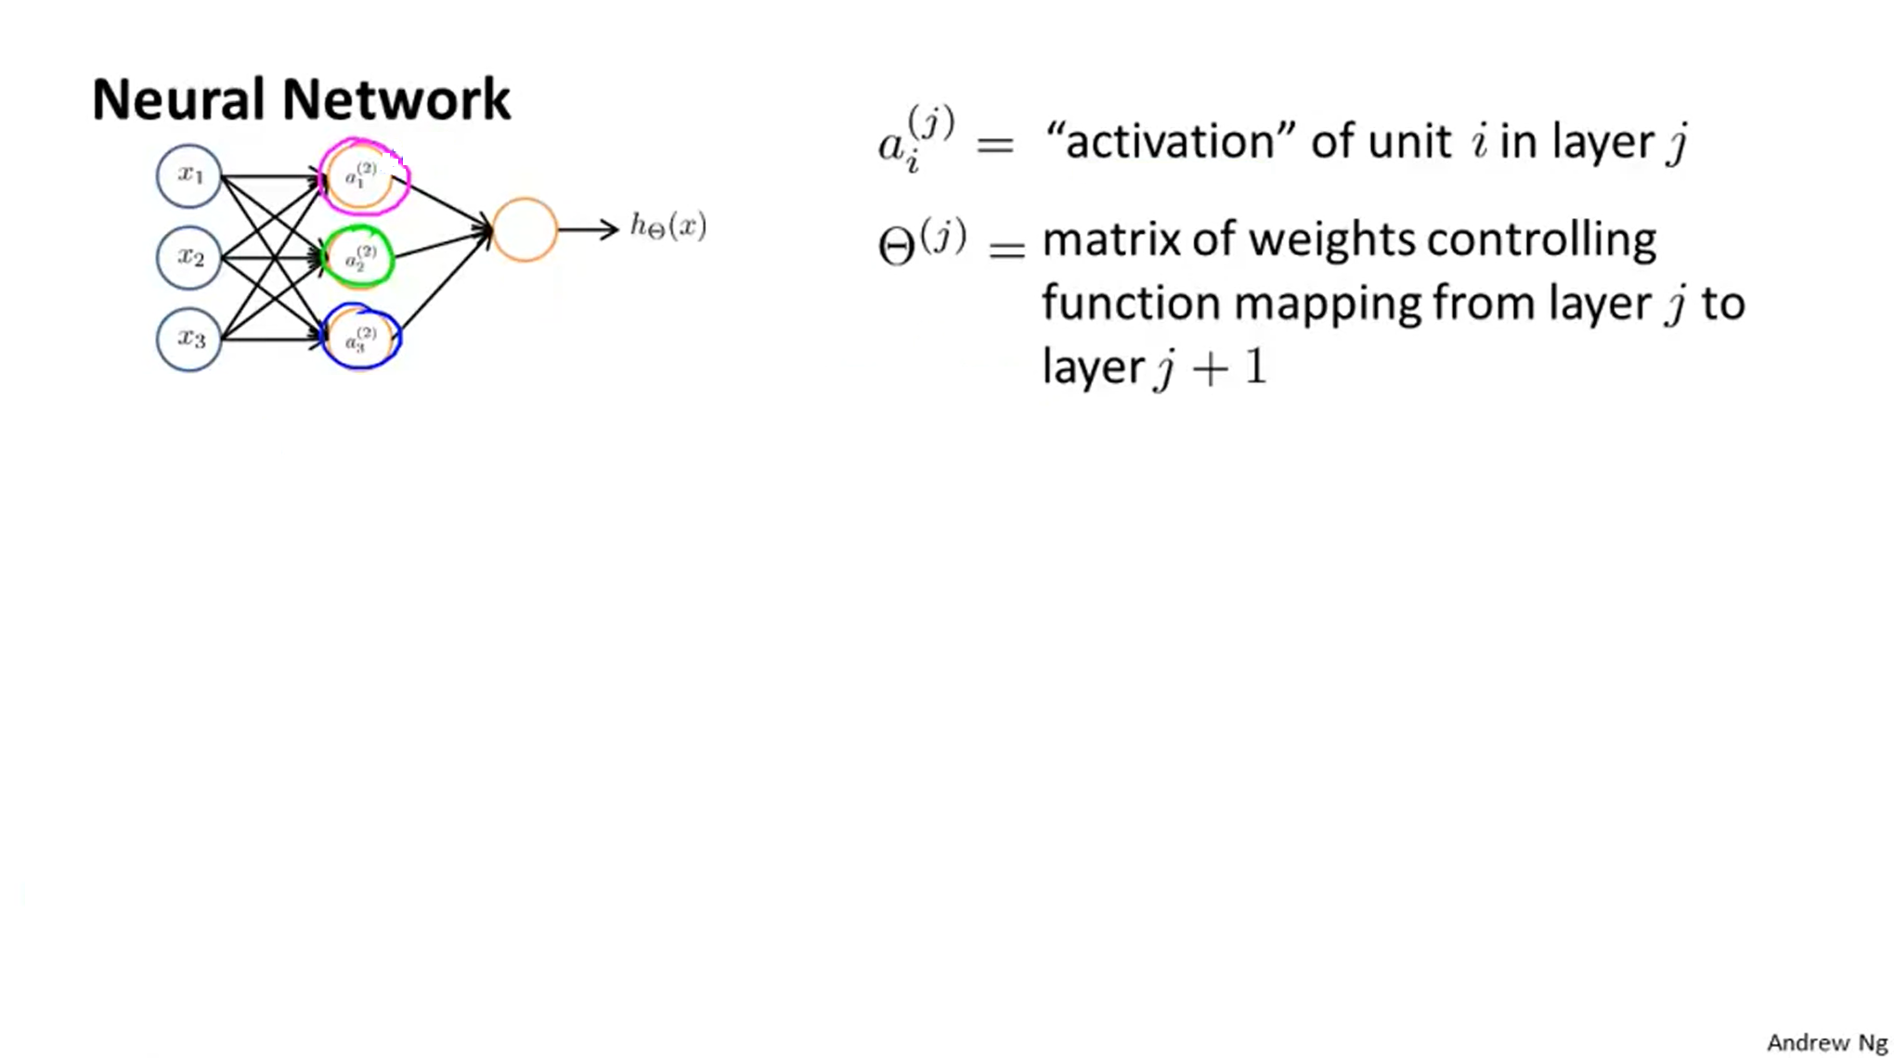 Neural Network
x₁
x₂
x₃
a₁⁽²⁾
a₂⁽²⁾
a₃⁽²⁾
h_Θ(x)
aᵢ⁽ʲ⁾ = “activation” of unit i in layer j
Θ⁽ʲ⁾ = matrix of weights controlling
function mapping from layer j to
layer j + 1
Andrew Ng